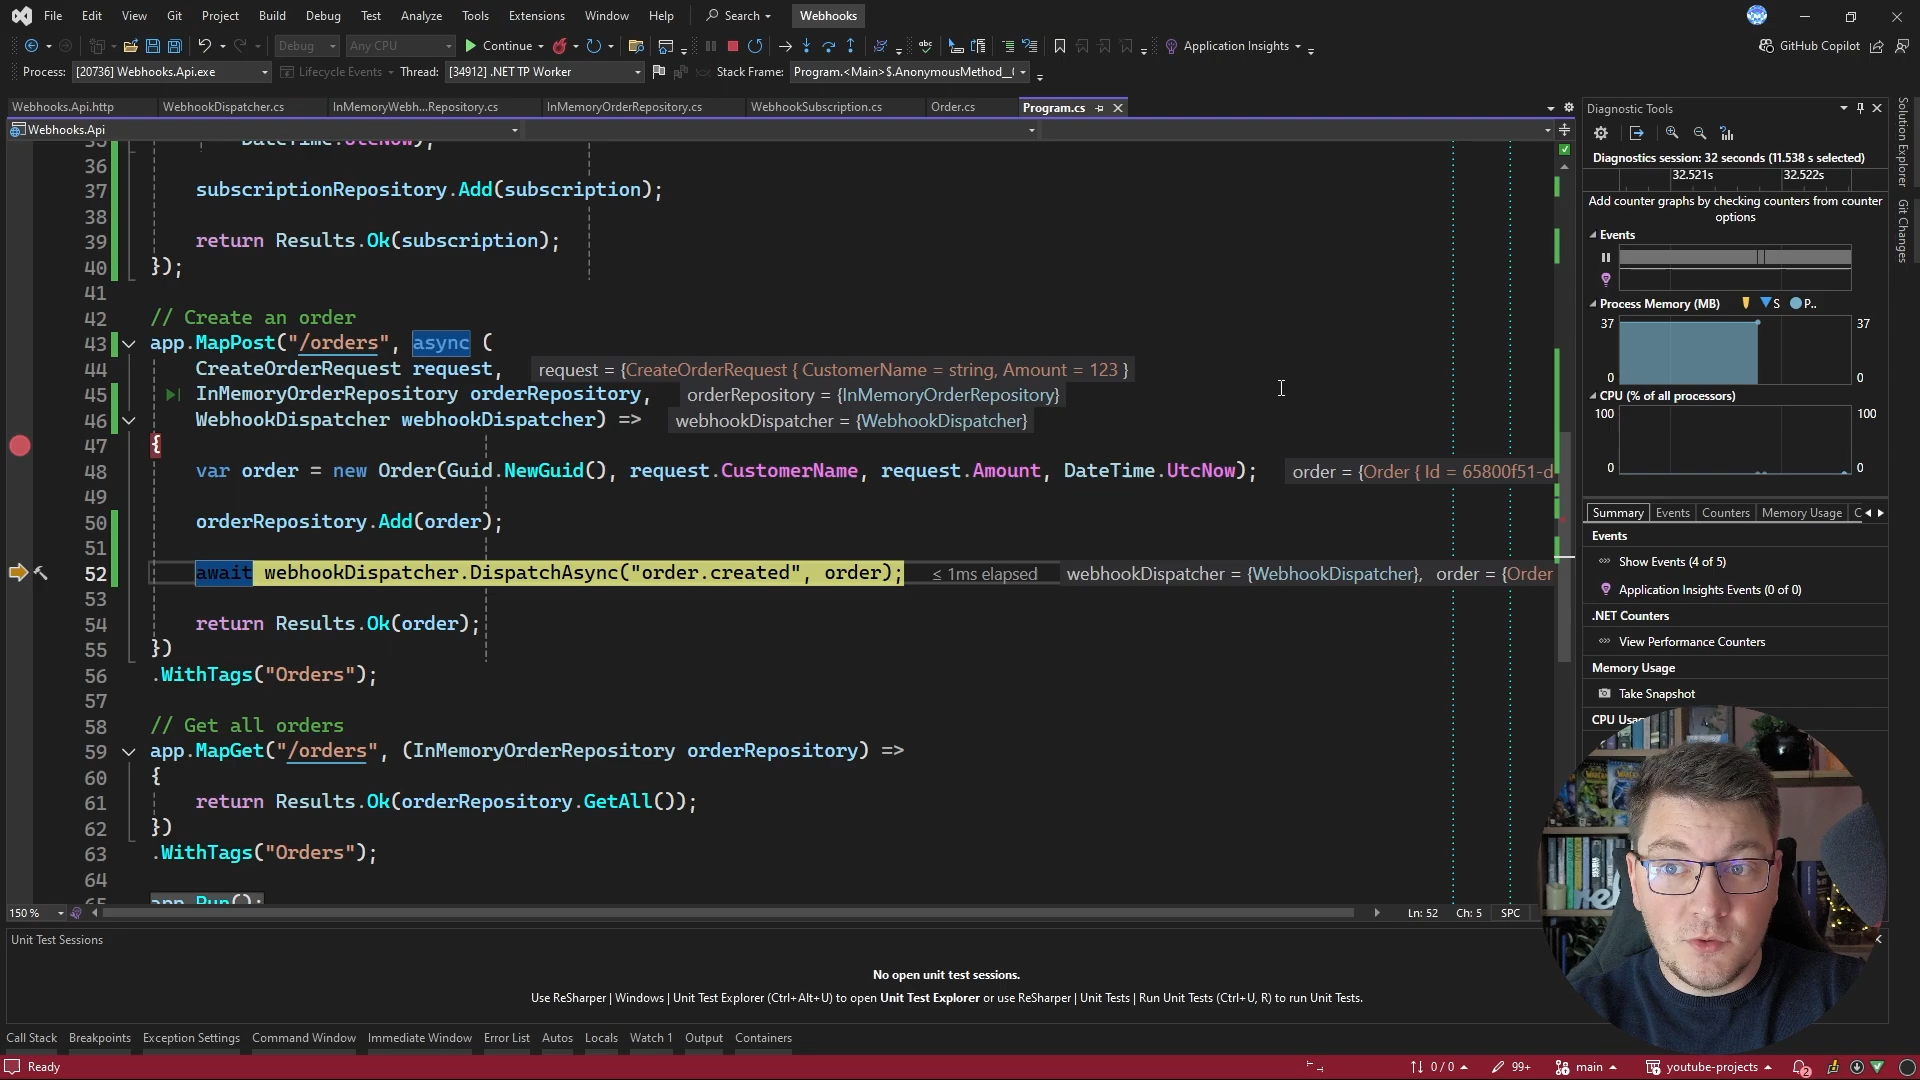 File Edit View Git Project Build Debug Test Analyze Tools Extensions Window Help Search Webhooks
Debug Any CPU Continue Application Insights GitHub Copilot
Process: [20736] Webhooks.Api.exe Lifecycle Events Thread: [34912] .NET TP Worker Stack Frame: Program.<Main>$.AnonymousMethod__(
Webhooks.Api.http WebhookDispatcher.cs InMemoryWebh...Repository.cs InMemoryOrderRepository.cs WebhookSubscription.cs Order.cs Program.cs
Webhooks.Api
35 DateTime.UtcNow);
36
37 subscriptionRepository.Add(subscription);
38
39 return Results.Ok(subscription);
40 });
41
42 // Create an order
43 app.MapPost("/orders", async (
44 CreateOrderRequest request, request = {CreateOrderRequest { CustomerName = string, Amount = 123 }
45 InMemoryOrderRepository orderRepository, orderRepository = {InMemoryOrderRepository}
46 WebhookDispatcher webhookDispatcher) => webhookDispatcher = {WebhookDispatcher}
47 {
48 var order = new Order(Guid.NewGuid(), request.CustomerName, request.Amount, DateTime.UtcNow); order = {Order { Id = 65800f51-d
49
50 orderRepository.Add(order);
51
52 await webhookDispatcher.DispatchAsync("order.created", order); ≤ 1ms elapsed webhookDispatcher = {WebhookDispatcher}, order = {Order
53
54 return Results.Ok(order);
55 })
56 .WithTags("Orders");
57
58 // Get all orders
59 app.MapGet("/orders", (InMemoryOrderRepository orderRepository) =>
60 {
61 return Results.Ok(orderRepository.GetAll());
62 })
63 .WithTags("Orders");
64
65 app.Run();
150 % Ln: 52 Ch: 5 SPC
Diagnostic Tools
Diagnostics session: 32 seconds (11.538 s selected)
32.521s 32.522s
Add counter graphs by checking counters from counter
options
Events
Process Memory (MB) S P..
37 37
0 0
CPU (% of all processors)
100 100
0 0
Summary Events Counters Memory Usage C
Events
Show Events (4 of 5)
Application Insights Events (0 of 0)
.NET Counters
View Performance Counters
Memory Usage
Take Snapshot
CPU Usag
Solution Explorer
Git Changes
Unit Test Sessions
No open unit test sessions.
Use ReSharper | Windows | Unit Test Explorer (Ctrl+Alt+U) to open Unit Test Explorer or use ReSharper | Unit Tests | Run Unit Tests (Ctrl+U, R) to run Unit Tests.
Call Stack Breakpoints Exception Settings Command Window Immediate Window Error List Autos Locals Watch 1 Output Containers
Ready 0 / 0 99+ main youtube-projects 2